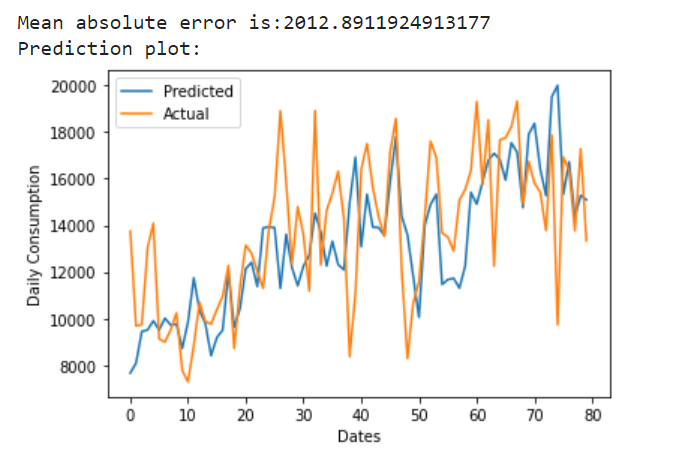 Mean absolute error is:2012.8911924913177
Prediction plot:
Predicted
Actual
20000
18000
16000
14000
12000
10000
8000
Daily Consumption
0 10 20 30 40 50 60 70 80
Dates